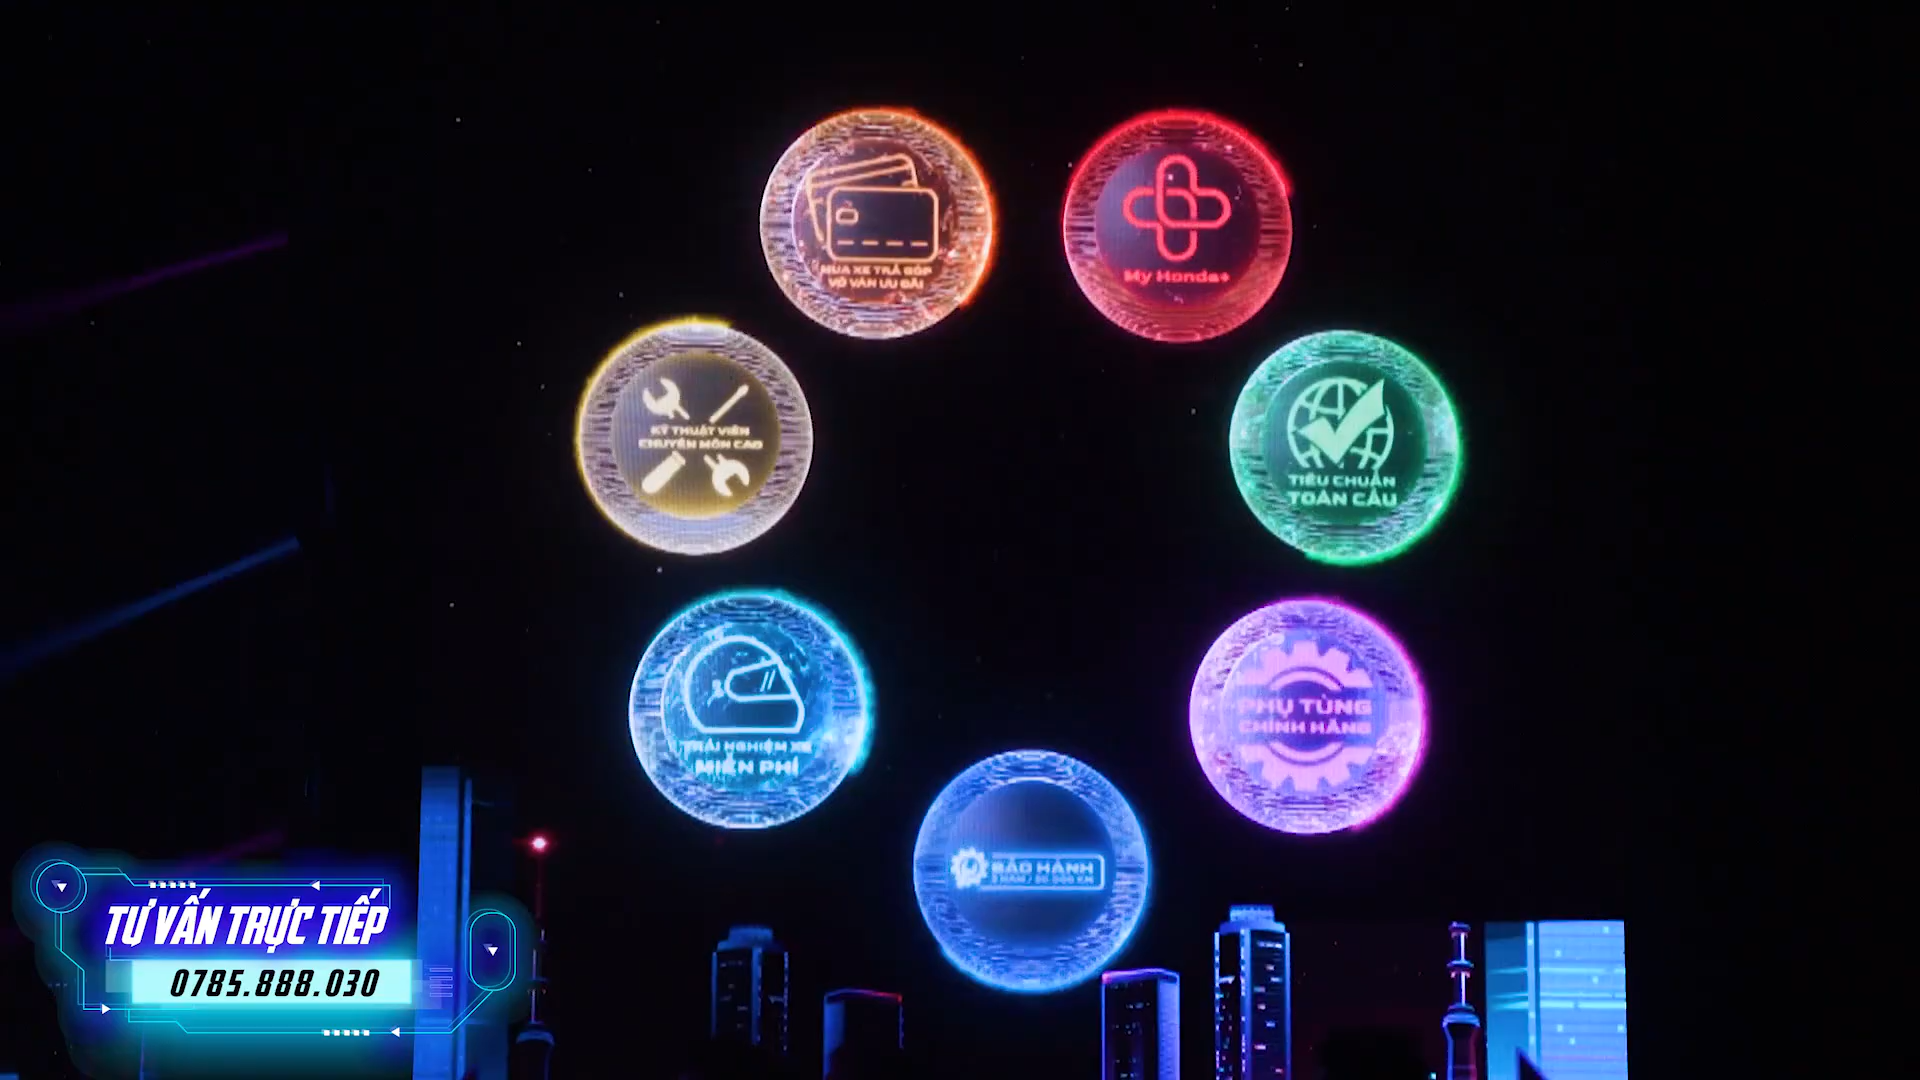 MUA XE TRẢ GÓP
VÔ VÀN ƯU ĐÃI
My Honda+
KỸ THUẬT VIÊN
CHUYÊN MÔN CAO
TIÊU CHUẨN
TOÀN CẦU
TRẢI NGHIỆM XE
MIỄN PHÍ
PHỤ TÙNG
CHÍNH HÃNG
BẢO HÀNH
TƯ VẤN TRỰC TIẾP
0785.888.030